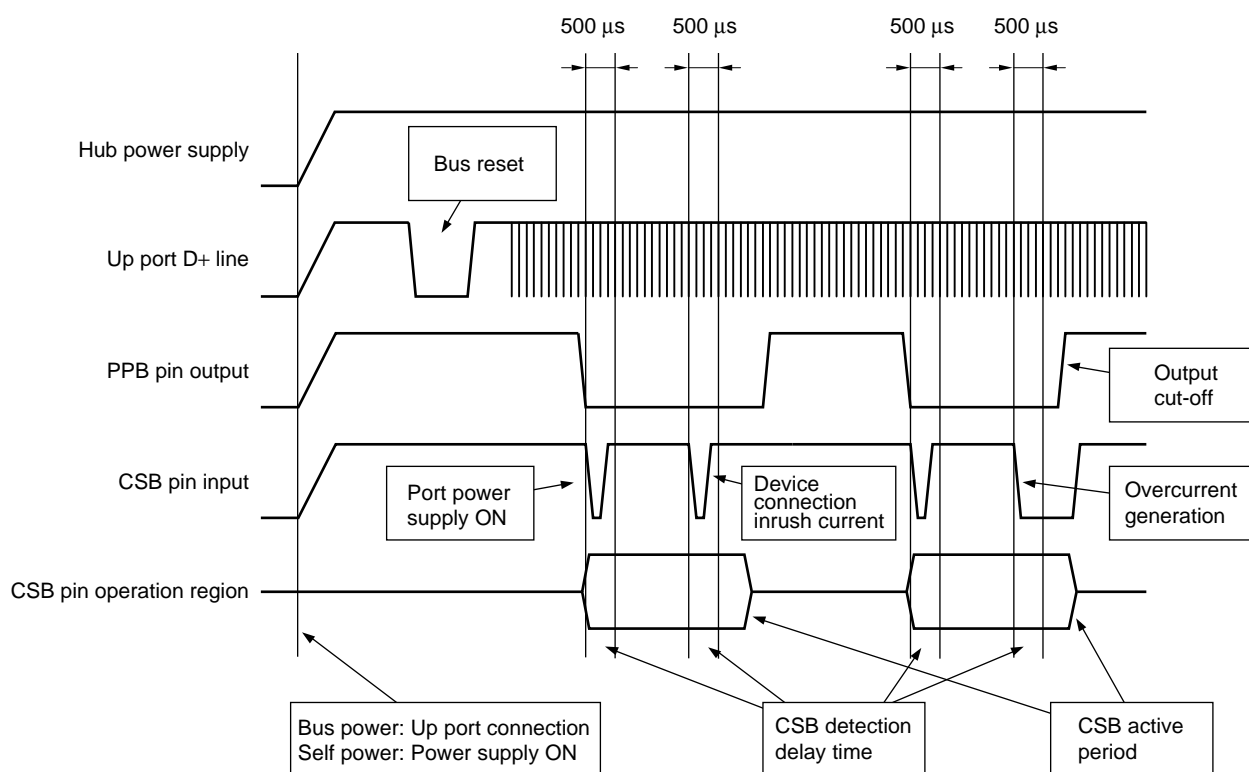 500 μs
500 μs
500 μs
500 μs
Hub power supply
Bus reset
Up port D+ line
PPB pin output
Output
cut-off
CSB pin input
Port power
supply ON
Device
connection
inrush current
Overcurrent
generation
CSB pin operation region
Bus power: Up port connection
Self power: Power supply ON
CSB detection
delay time
CSB active
period